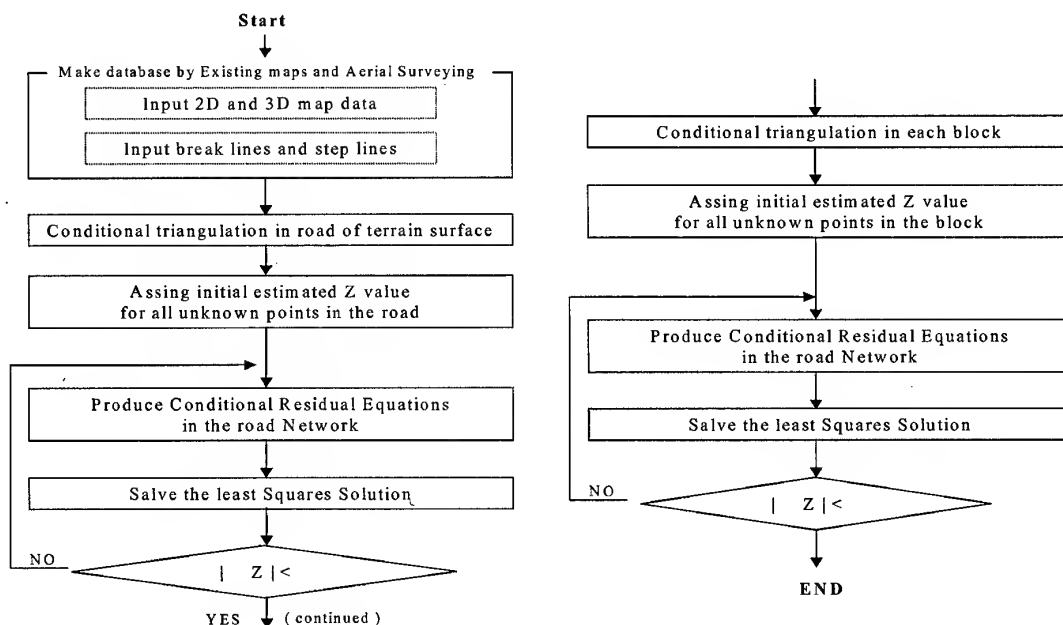 Start
Make database by Existing maps and Aerial Surveying
Input 2D and 3D map data
Input break lines and step lines
Conditional triangulation in road of terrain surface
Assing initial estimated Z value
for all unknown points in the road
Produce Conditional Residual Equations
in the road Network
Salve the least Squares Solution
NO
| Z | <
YES ( continued )
Conditional triangulation in each block
Assing initial estimated Z value
for all unknown points in the block
Produce Conditional Residual Equations
in the road Network
Salve the least Squares Solution
NO
| Z | <
END